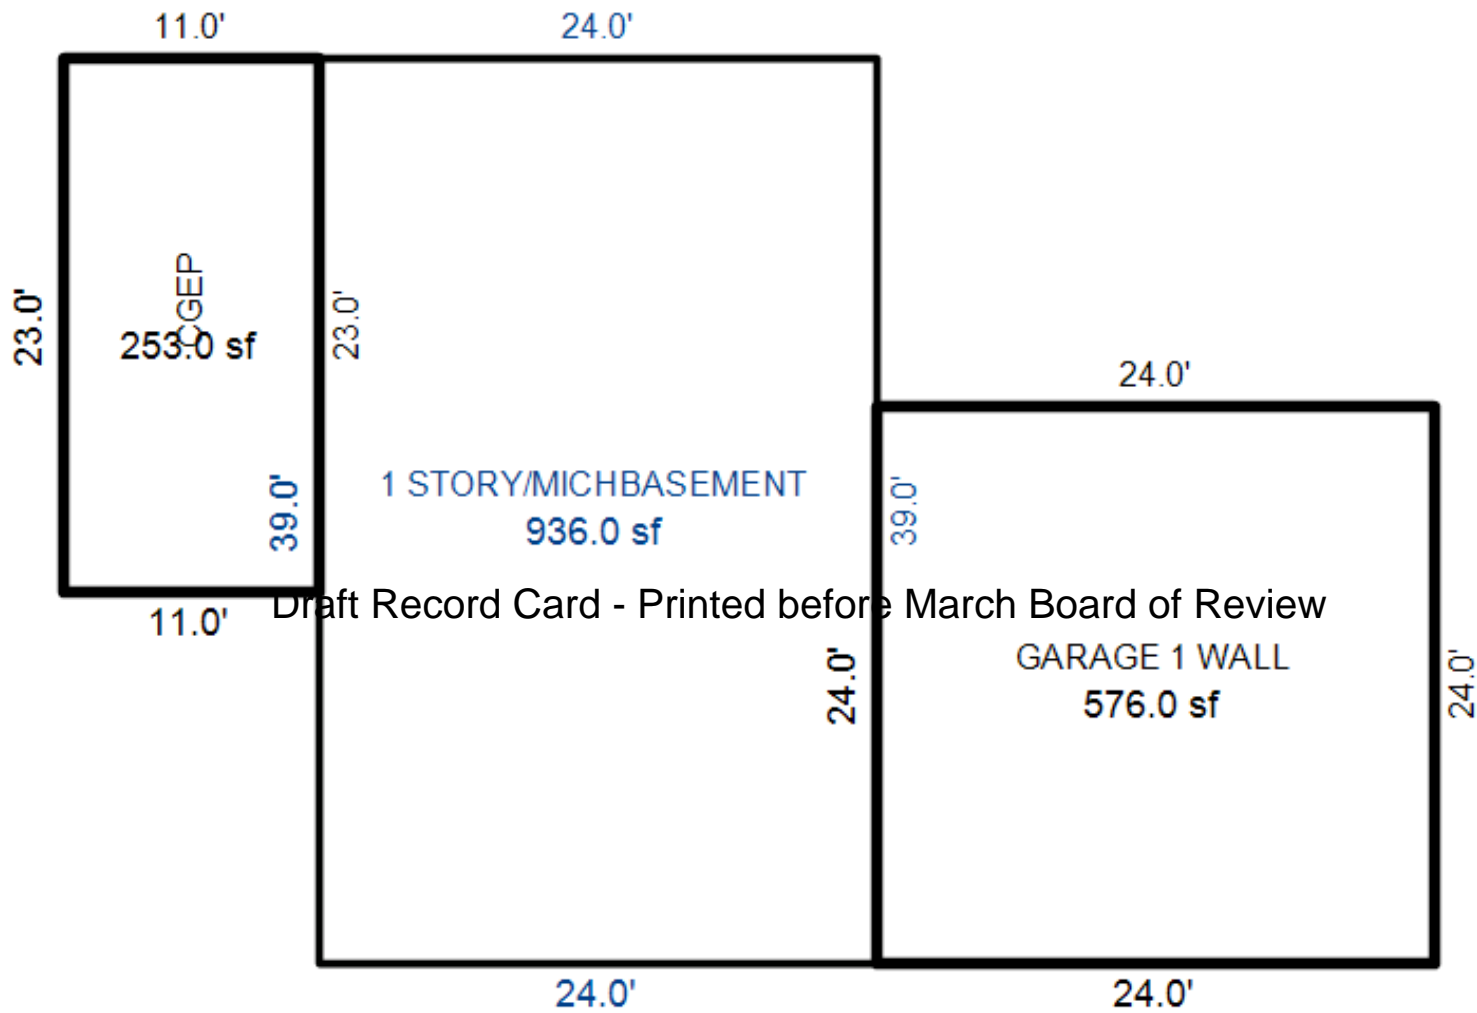 11.0'
24.0'
23.0'
CGEP
253.0 sf
23.0'
24.0'
39.0'
1 STORY/MICHBASEMENT
936.0 sf
39.0'
11.0'
Draft Record Card - Printed before March Board of Review
24.0'
GARAGE 1 WALL
576.0 sf
24.0'
24.0'
24.0'